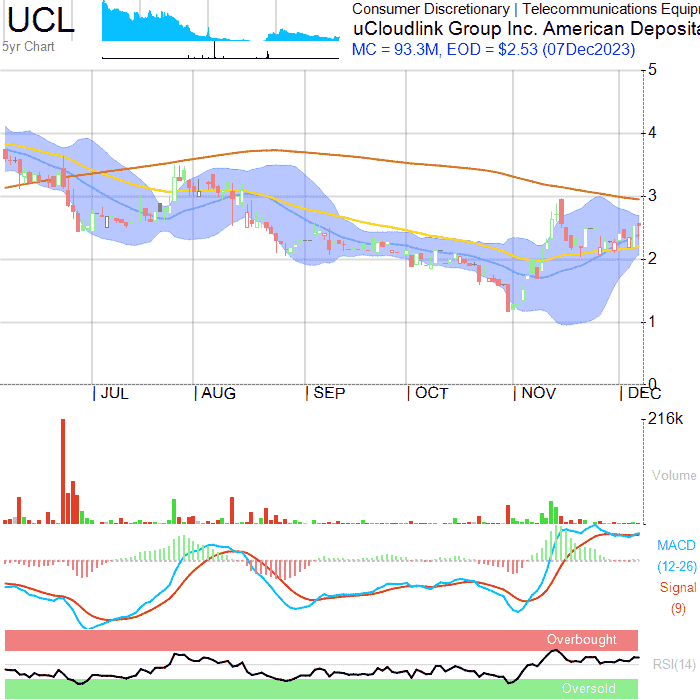 UCL
5yr Chart
Consumer Discretionary | Telecommunications Equip
uCloudlink Group Inc. American Deposita
MC = 93.3M, EOD = $2.53 (07Dec2023)
5
4
3
2
1
0
JUL
AUG
SEP
OCT
NOV
DEC
216k
Volume
MACD
(12-26)
Signal
(9)
Overbought
RSI(14)
Oversold